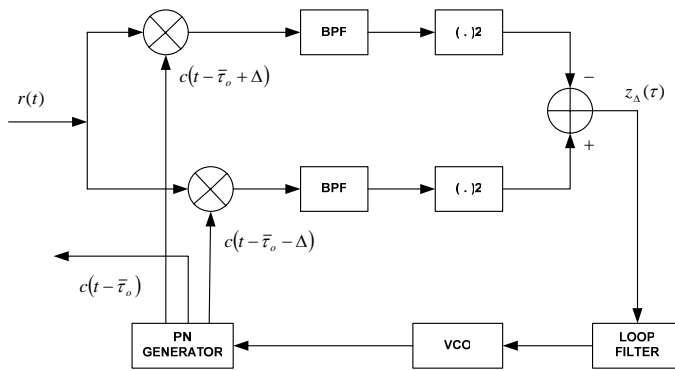 BPF
( . )2
c(t − τ̄ₒ + Δ)
−
r(t)
z_Δ(τ)
+
BPF
( . )2
c(t − τ̄ₒ − Δ)
c(t − τ̄ₒ)
PN
GENERATOR
VCO
LOOP
FILTER